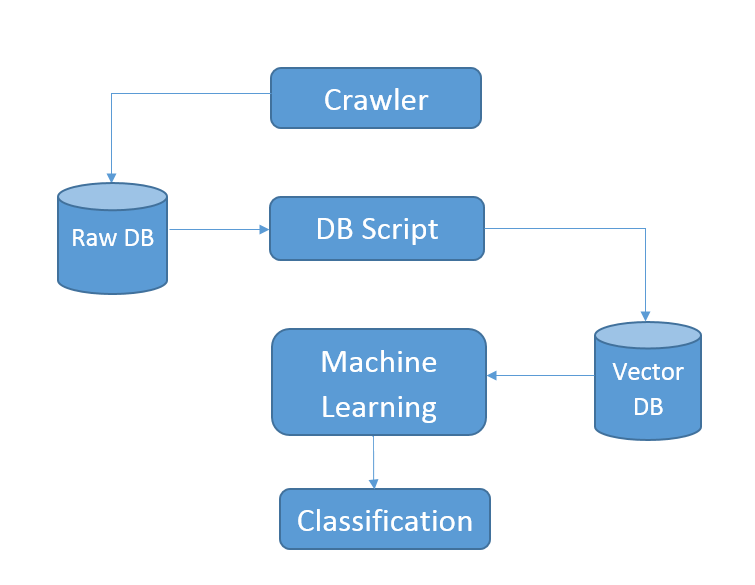 Crawler
Raw DB
DB Script
Machine
Learning
Vector
DB
Classification